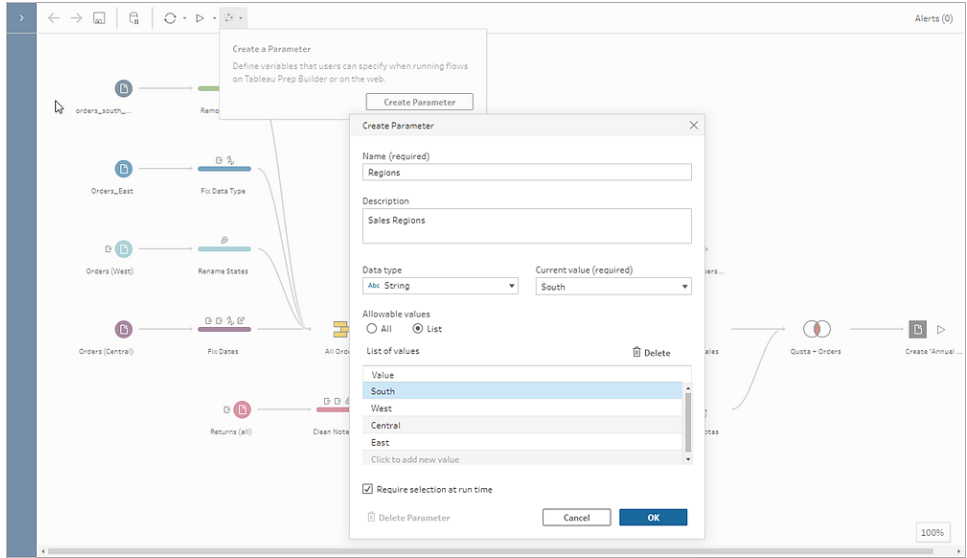 Alerts (0)
Create a Parameter
Define variables that users can specify when running flows
on Tableau Prep Builder or on the web.
Create Parameter
orders_south_...
Remo
Create Parameter
Name (required)
Regions
Description
Sales Regions
Orders_East
Fix Data Type
Data type
Current value (required)
Abc String
South
Orders (West)
Rename States
ers...
Allowable values
All
List
List of values
Delete
Orders (Central)
Fix Dates
All Orde
ales
Quota + Orders
Create 'Annual ...
Value
South
West
Central
East
Click to add new value
Returns (all)
Clean Note
otas
Require selection at run time
Delete Parameter
Cancel
OK
100%